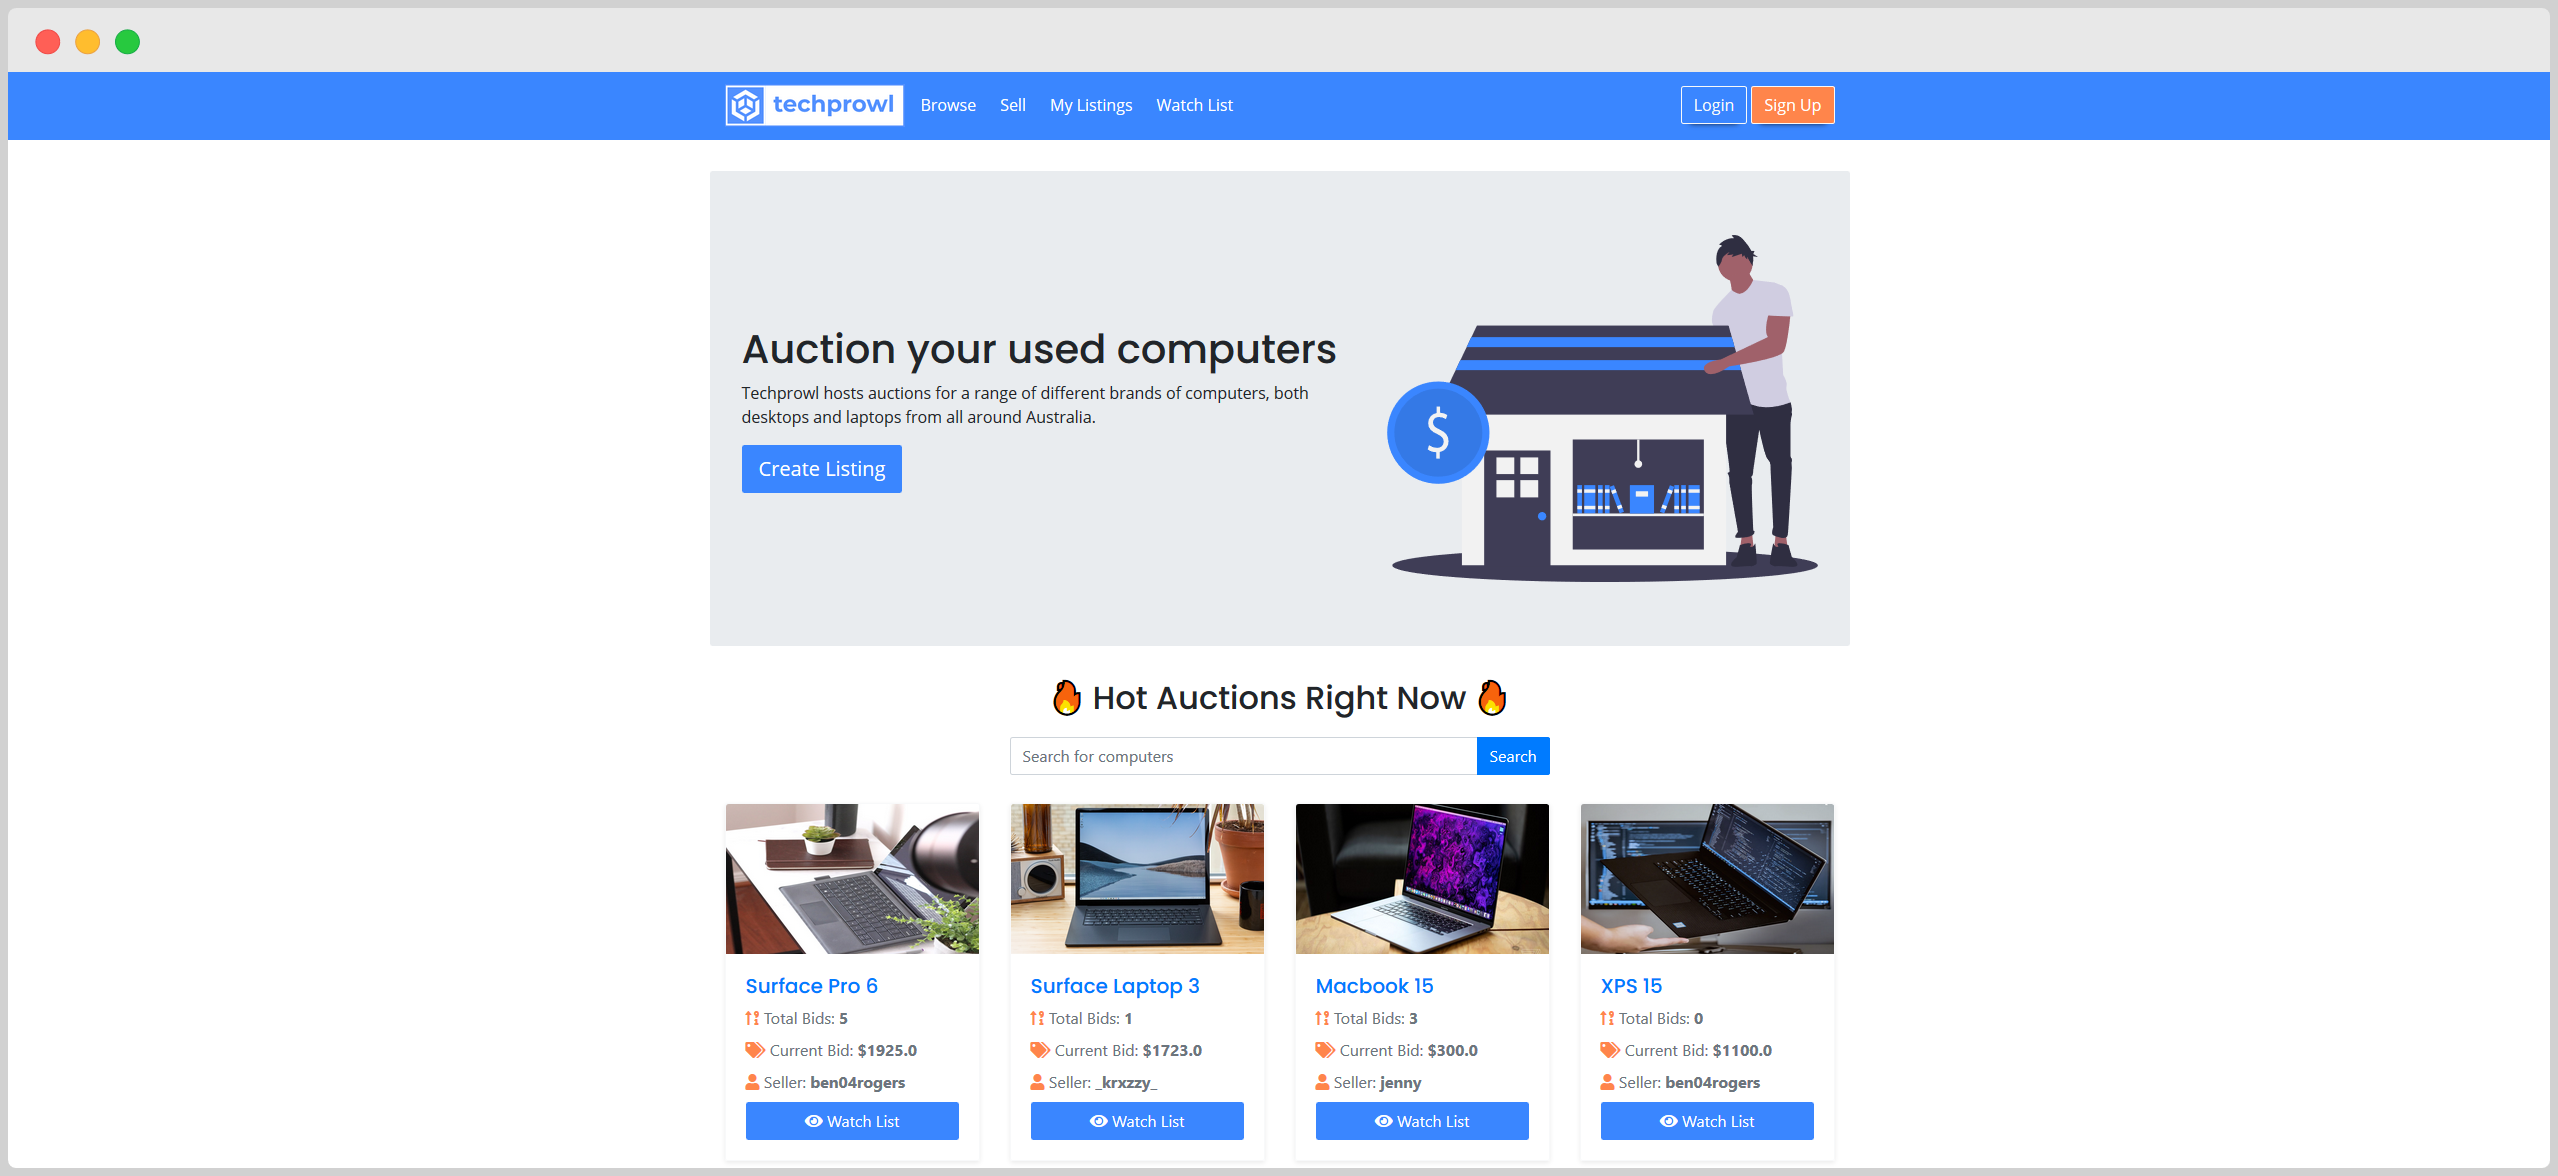 techprowl Browse Sell My Listings Watch List Login Sign Up
Auction your used computers
Techprowl hosts auctions for a range of different brands of computers, both
desktops and laptops from all around Australia.
Create Listing
$
🔥 Hot Auctions Right Now 🔥
Search for computers Search
Surface Pro 6
Total Bids: 5
Current Bid: $1925.0
Seller: ben04rogers
Watch List
Surface Laptop 3
Total Bids: 1
Current Bid: $1723.0
Seller: _krxzzy_
Watch List
Macbook 15
Total Bids: 3
Current Bid: $300.0
Seller: jenny
Watch List
XPS 15
Total Bids: 0
Current Bid: $1100.0
Seller: ben04rogers
Watch List